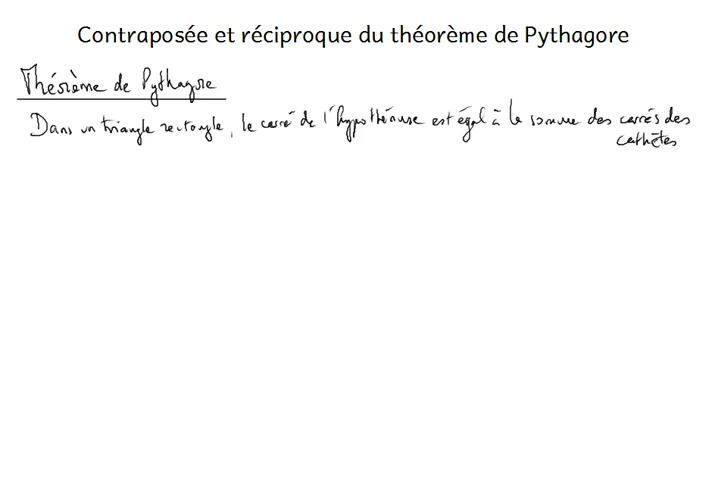 Contraposée et réciproque du théorème de Pythagore
Théorème de Pythagore
Dans un triangle rectangle, le carré de l'hypothénuse est égal à la somme des carrés des
cathètes